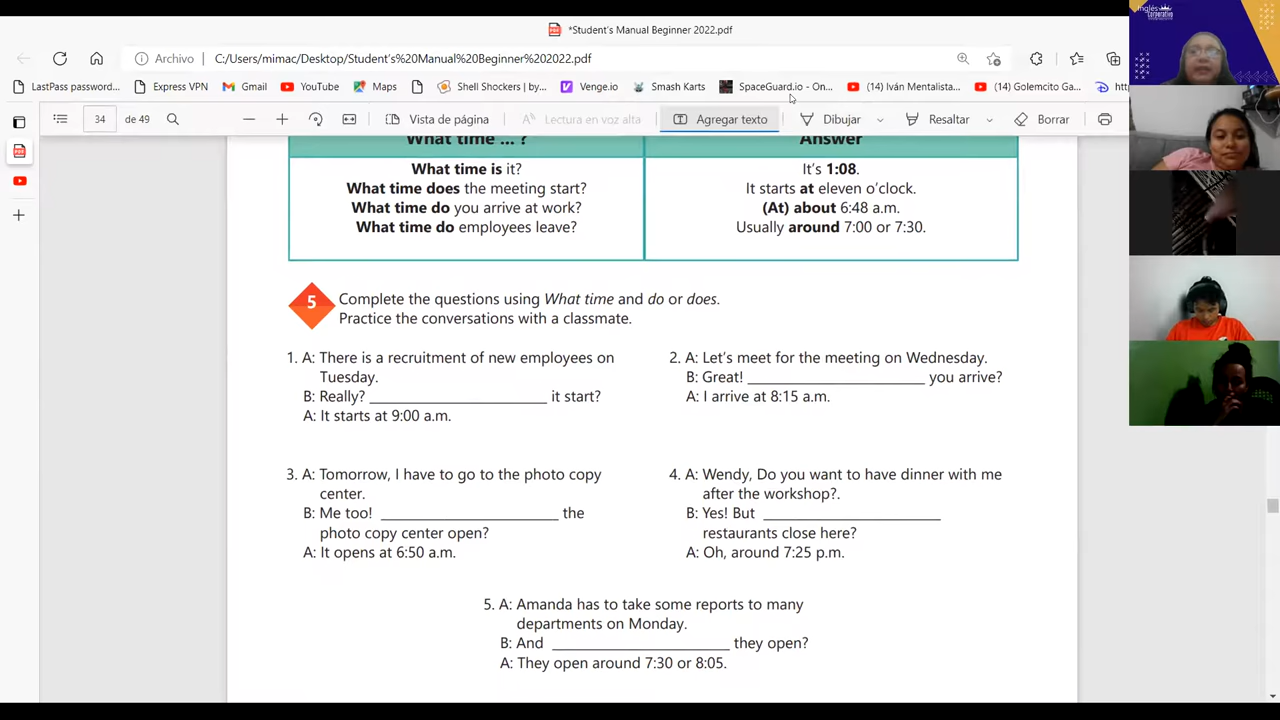 *Student's Manual Beginner 2022.pdf
Archivo C:/Users/mimac/Desktop/Student's%20Manual%20Beginner%202022.pdf
LastPass password... Express VPN Gmail YouTube Maps Shell Shockers | by... Venge.io Smash Karts SpaceGuard.io - On... (14) Iván Mentalista... (14) Golemcito Ga...
34 de 49 Vista de página Lectura en voz alta Agregar texto Dibujar Resaltar Borrar
What time ... ? Answer
What time is it?
What time does the meeting start?
What time do you arrive at work?
What time do employees leave?
It's 1:08.
It starts at eleven o'clock.
(At) about 6:48 a.m.
Usually around 7:00 or 7:30.
5 Complete the questions using What time and do or does.
Practice the conversations with a classmate.
1. A: There is a recruitment of new employees on
Tuesday.
B: Really? ______________________ it start?
A: It starts at 9:00 a.m.
2. A: Let's meet for the meeting on Wednesday.
B: Great! ______________________ you arrive?
A: I arrive at 8:15 a.m.
3. A: Tomorrow, I have to go to the photo copy
center.
B: Me too! ______________________ the
photo copy center open?
A: It opens at 6:50 a.m.
4. A: Wendy, Do you want to have dinner with me
after the workshop?.
B: Yes! But ______________________
restaurants close here?
A: Oh, around 7:25 p.m.
5. A: Amanda has to take some reports to many
departments on Monday.
B: And ______________________ they open?
A: They open around 7:30 or 8:05.
Inglés
Corporativo